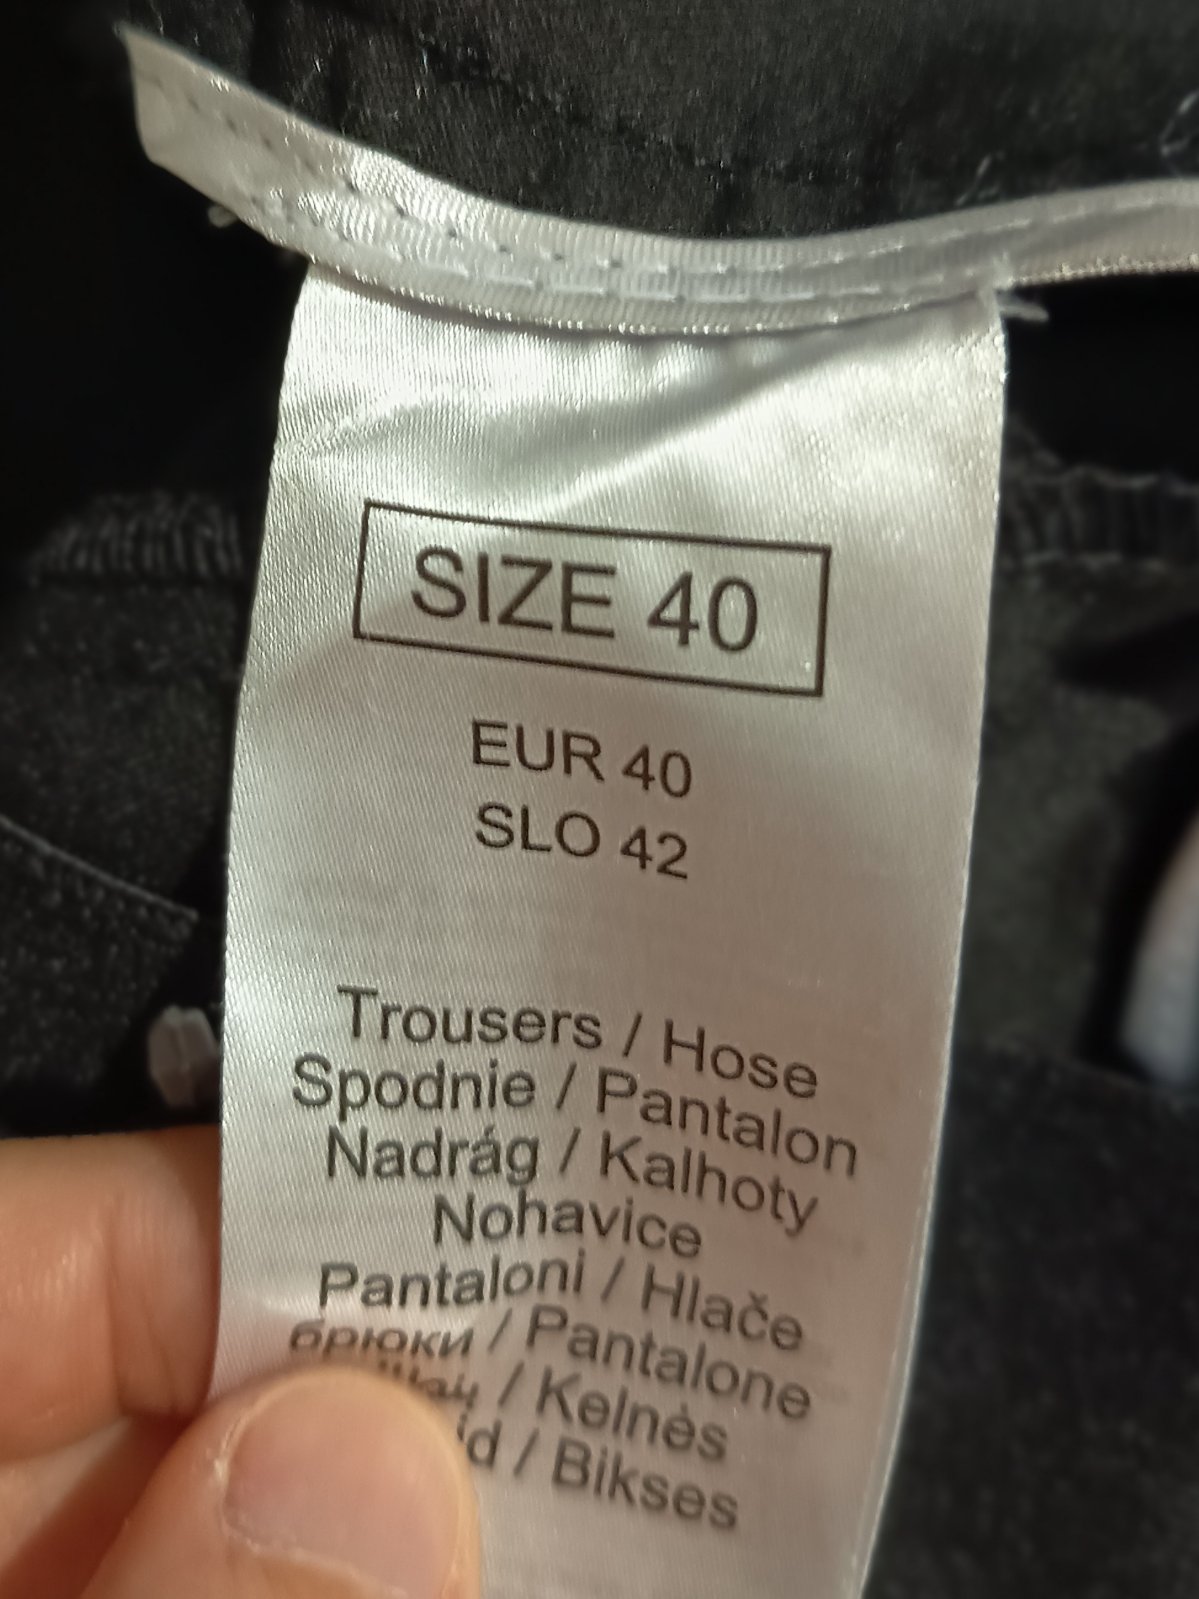 SIZE 40
EUR 40
SLO 42
Trousers / Hose
Spodnie / Pantalon
Nadrág / Kalhoty
Nohavice
Pantaloni / Hlače
брюки / Pantalone
/ Kelnės
/ Bikses